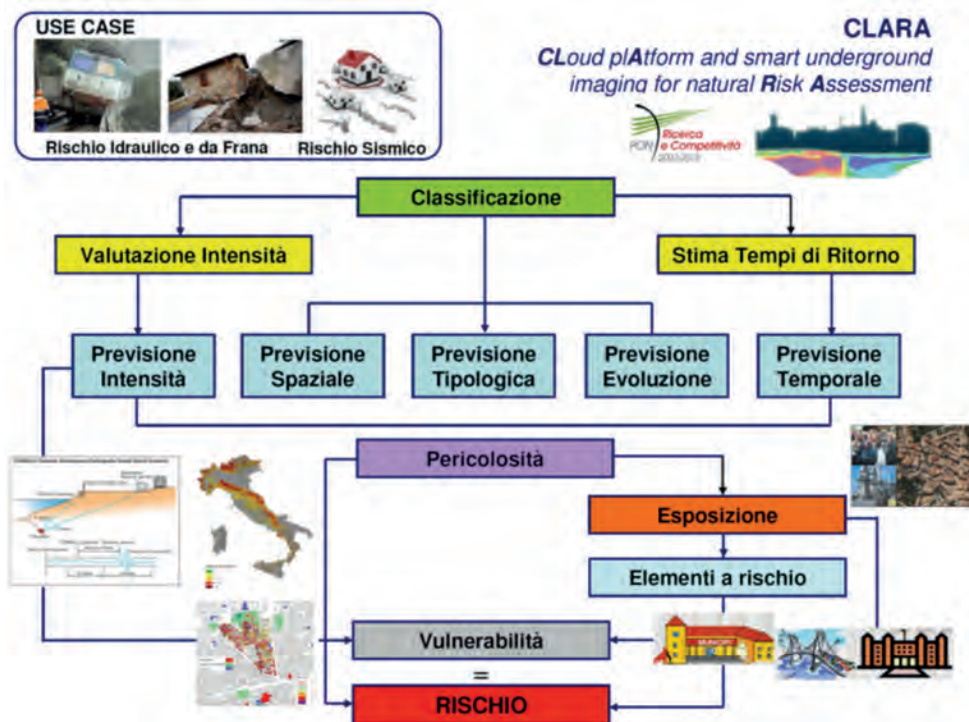 USE CASE
Rischio Idraulico e da Frana
Rischio Sismico
CLARA
CLoud plAtform and smart underground
imaging for natural Risk Assessment
PON
Ricerca
e Competitività
Classificazione
Valutazione Intensità
Stima Tempi di Ritorno
Previsione
Intensità
Previsione
Spaziale
Previsione
Tipologica
Previsione
Evoluzione
Previsione
Temporale
Pericolosità
Esposizione
Elementi a rischio
Vulnerabilità
MUNICIPIO
=
RISCHIO